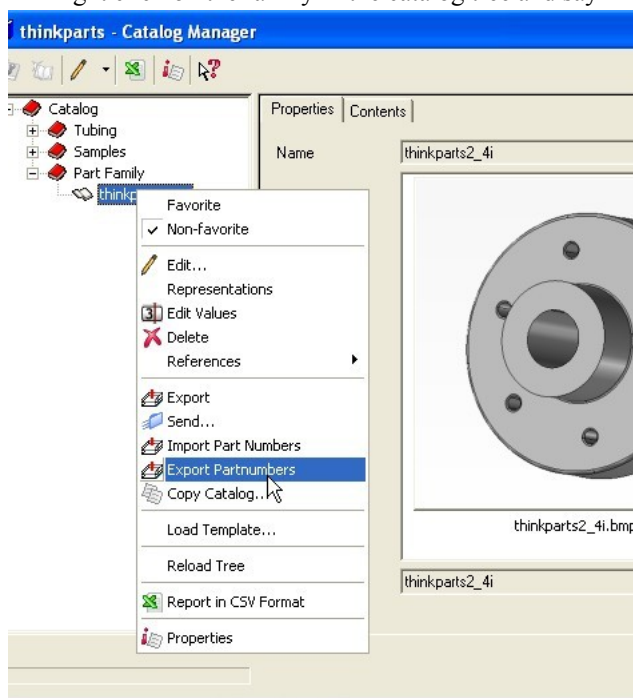 thinkparts - Catalog Manager
Catalog
Tubing
Samples
Part Family
Properties Contents
Name
thinkparts2_4i
Favorite
Non-favorite
Edit...
Representations
Edit Values
Delete
References
Export
Send...
Import Part Numbers
Export Partnumbers
Copy Catalog...
Load Template...
Reload Tree
Report in CSV Format
Properties
thinkparts2_4i.bmp
thinkparts2_4i